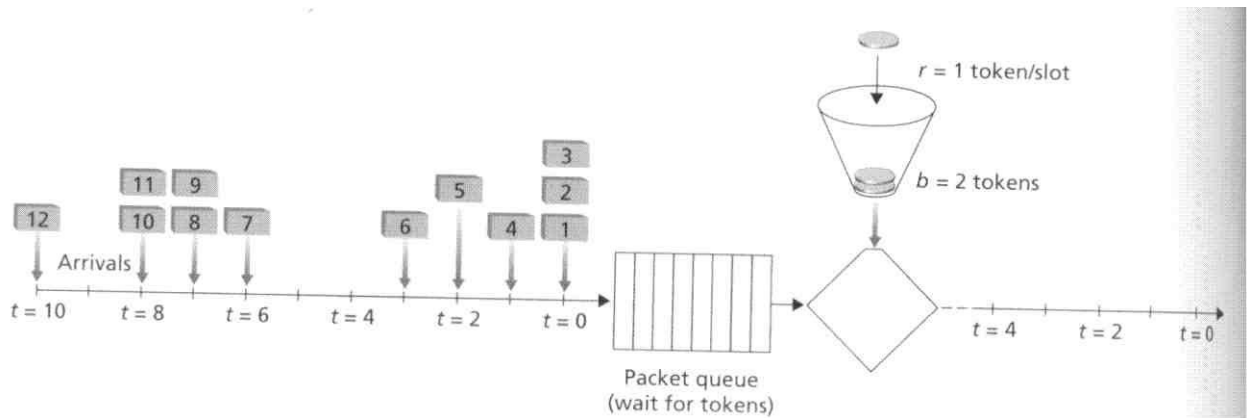 r = 1 token/slot
b = 2 tokens
3
11 9 5 2
12 10 8 7 6 4 1
Arrivals
t = 10 t = 8 t = 6 t = 4 t = 2 t = 0
t = 4 t = 2 t = 0
Packet queue
(wait for tokens)